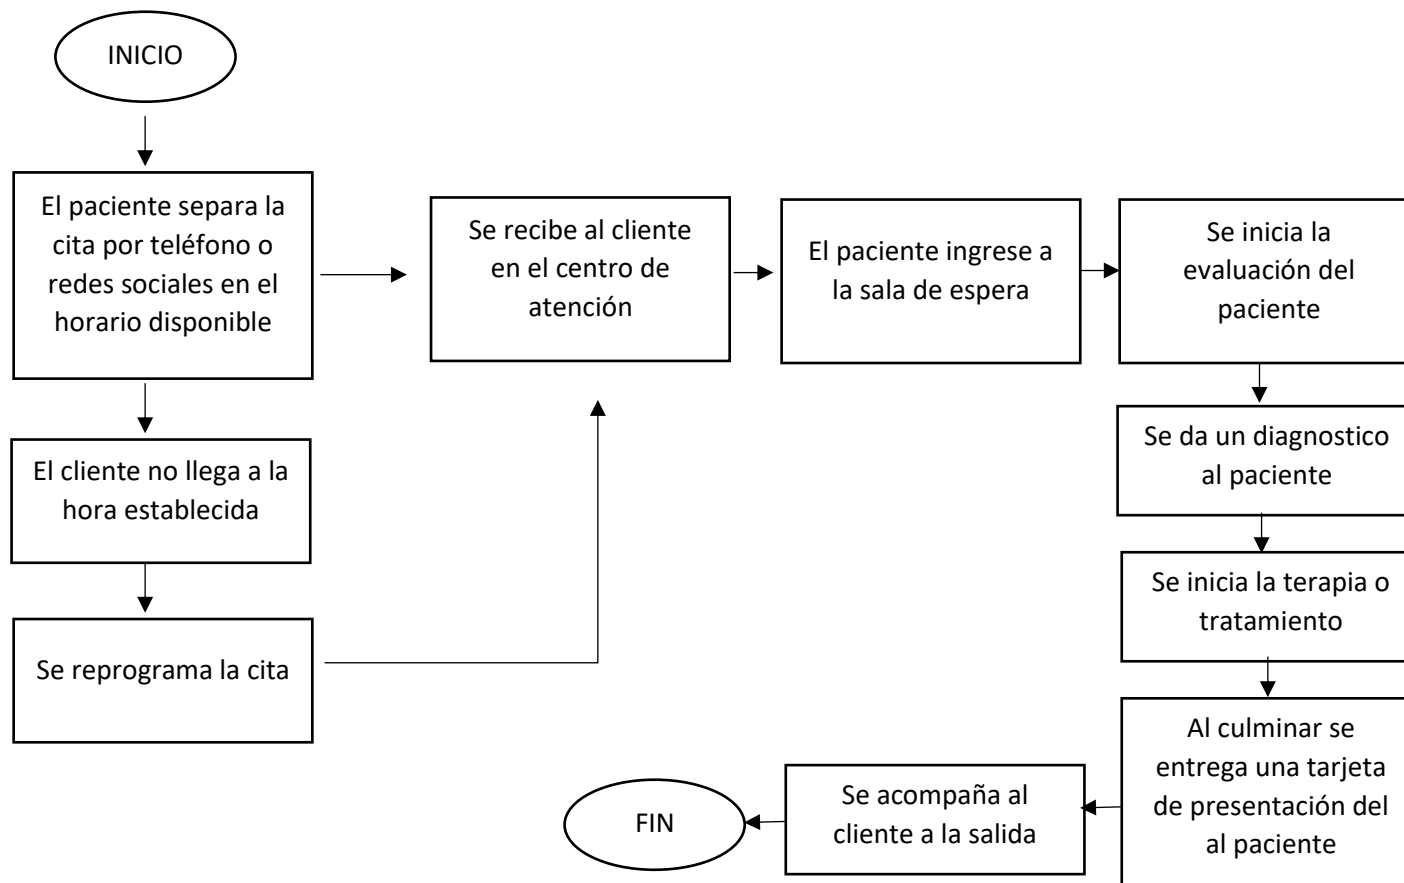 INICIO
El paciente separa la
cita por teléfono o
redes sociales en el
horario disponible
Se recibe al cliente
en el centro de
atención
El paciente ingrese a
la sala de espera
Se inicia la
evaluación del
paciente
El cliente no llega a la
hora establecida
Se da un diagnostico
al paciente
Se reprograma la cita
Se inicia la terapia o
tratamiento
Al culminar se
entrega una tarjeta
de presentación del
al paciente
Se acompaña al
cliente a la salida
FIN